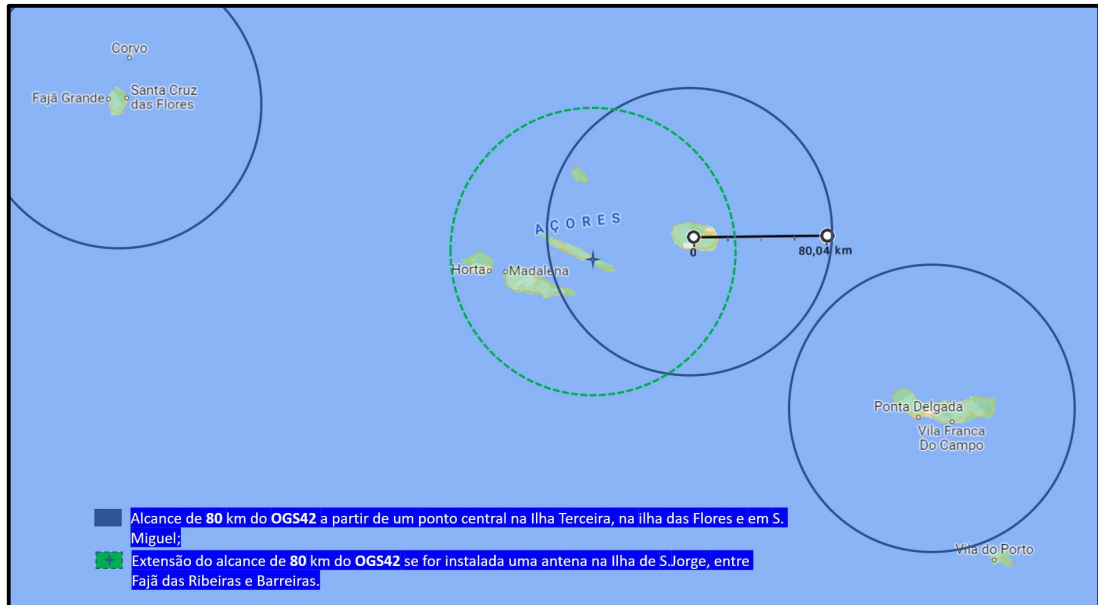 Corvo
Fajã Grande
Santa Cruz
das Flores
AÇORES
0
80,04 km
Horta
Madalena
Ponta Delgada
Vila Franca
Do Campo
Vila do Porto
Alcance de 80 km do OGS42 a partir de um ponto central na Ilha Terceira, na ilha das Flores e em S.
Miguel;
Extensão do alcance de 80 km do OGS42 se for instalada uma antena na Ilha de S.Jorge, entre
Fajã das Ribeiras e Barreiras.